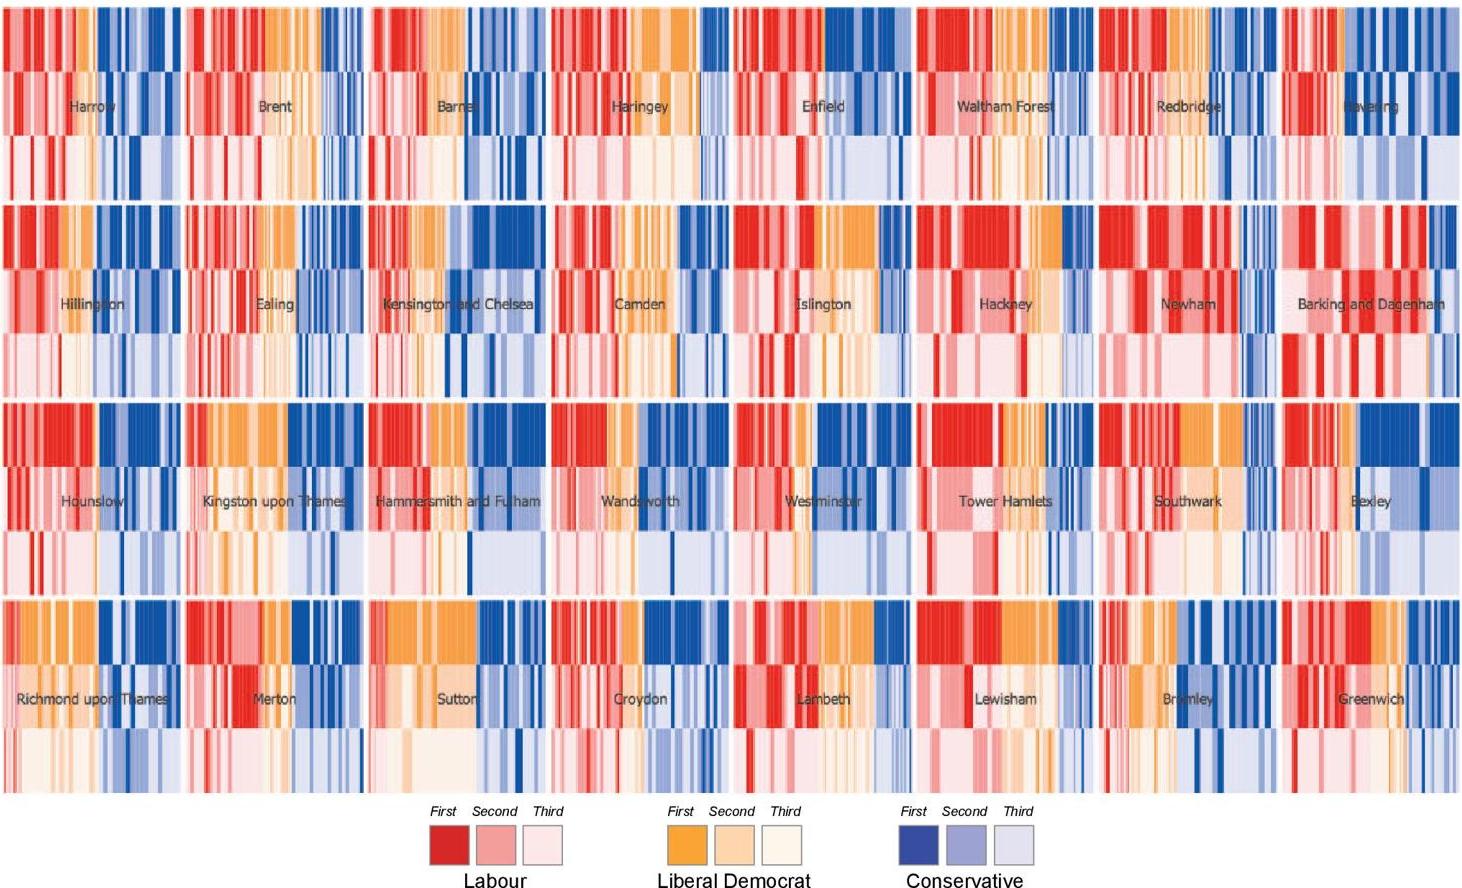 Harrow Brent Barnet Haringey Enfield Waltham Forest Redbridge Havering
Hillingdon Ealing Kensington and Chelsea Camden Islington Hackney Newham Barking and Dagenham
Hounslow Kingston upon Thames Hammersmith and Fulham Wandsworth Westminster Tower Hamlets Southwark Bexley
Richmond upon Thames Merton Sutton Croydon Lambeth Lewisham Bromley Greenwich
First Second Third First Second Third First Second Third
Labour Liberal Democrat Conservative